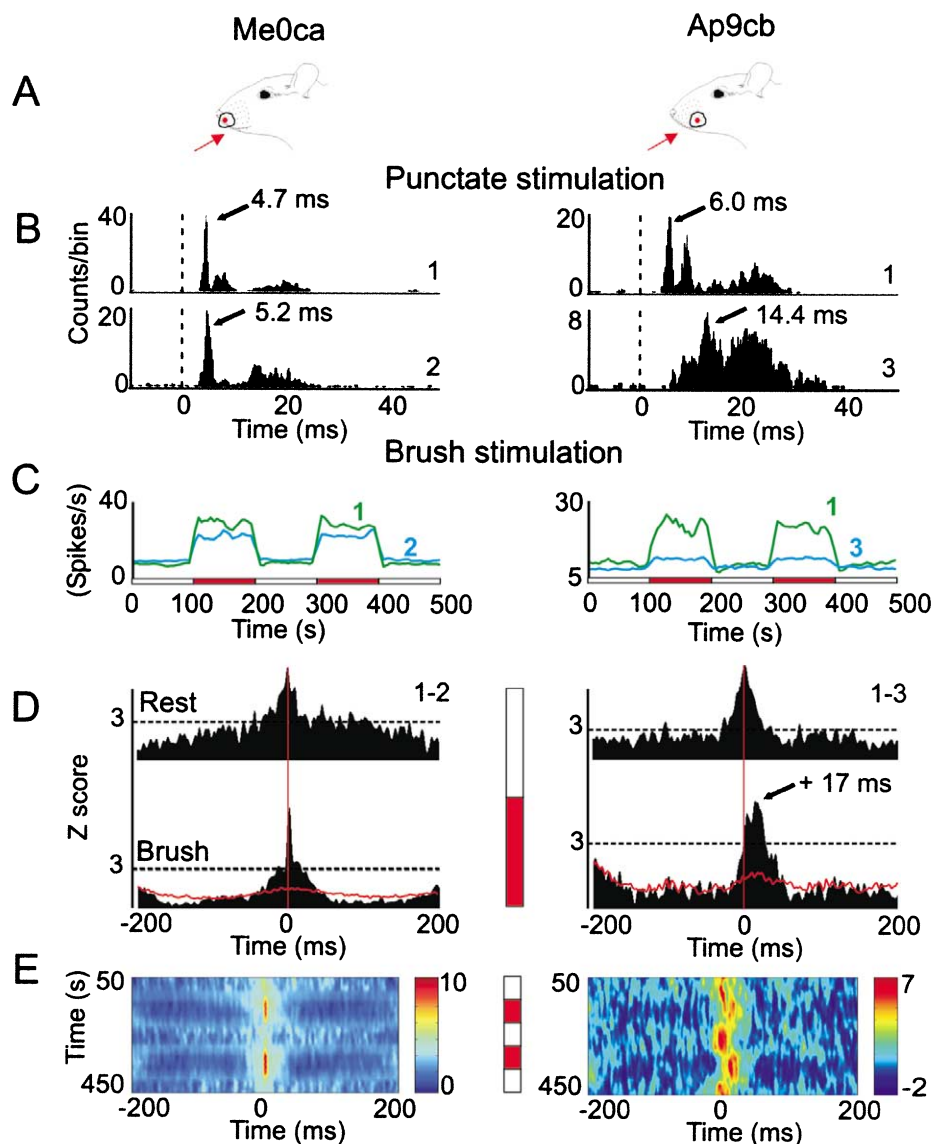 Me0ca Ap9cb
A
Punctate stimulation
B
Counts/bin
40
0
4.7 ms
1
20
0
5.2 ms
2
0 20 40
Time (ms)
20
0
6.0 ms
1
8
0
14.4 ms
3
0 20 40
Time (ms)
Brush stimulation
C
(Spikes/s)
40
0
1
2
0 100 200 300 400 500
Time (s)
30
5
1
3
0 100 200 300 400 500
Time (s)
D
Z score
Rest
3
1-2
Brush
3
-200 0 200
Time (ms)
3
1-3
+ 17 ms
3
-200 0 200
Time (ms)
E
Time (s)
50
450
10
0
-200 0 200
Time (ms)
50
450
7
-2
-200 0 200
Time (ms)